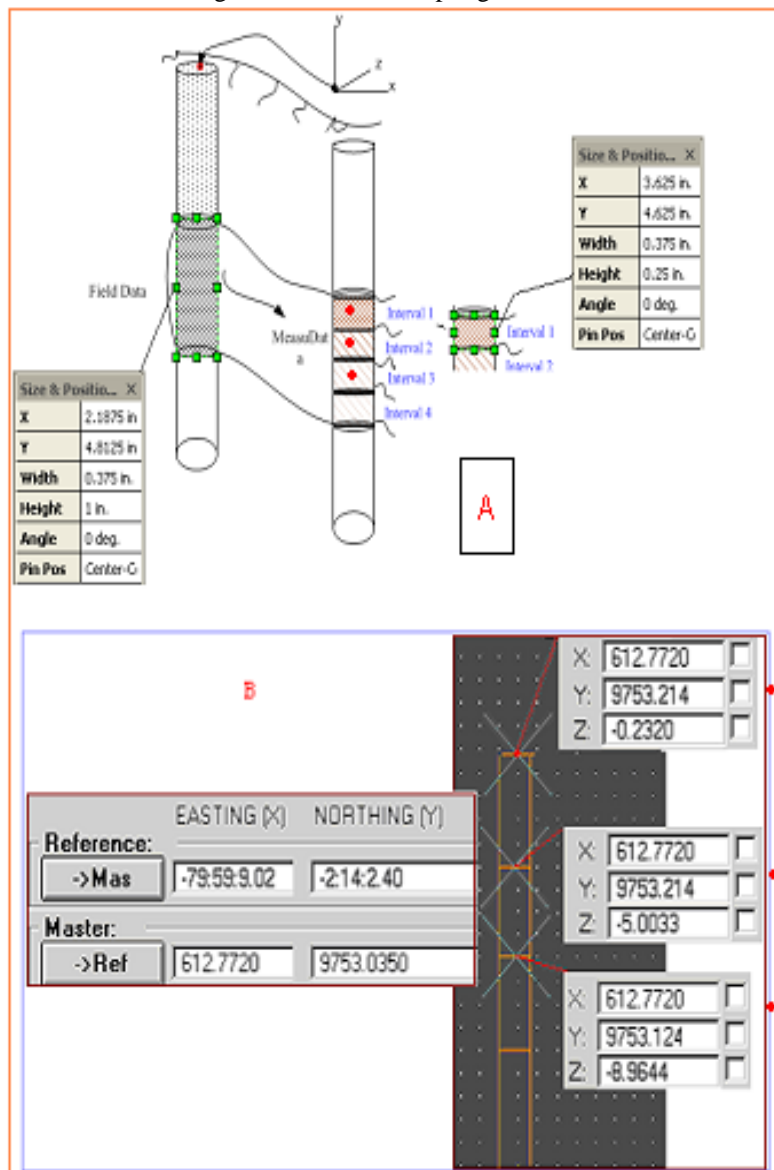 y
z
x
Size & Positio... X
X 3.625 in.
Y 4.625 in.
Width 0.375 in.
Height 0.25 in.
Angle 0 deg.
Pin Pos Center-C
Field Data
MeasuDat
a
Interval 1
Interval 2
Interval 3
Interval 4
Interval 1
Interval 2
Size & Positio... X
X 2.1875 in
Y 4.8125 in
Width 0.375 in.
Height 1 in.
Angle 0 deg.
Pin Pos Center-C
A
B
X: 612.7720
Y: 9753.214
Z: -0.2320
EASTING (X) NORTHING (Y)
Reference:
->Mas -79:59:9.02 -2:14:2.40
Master:
->Ref 612.7720 9753.0350
X: 612.7720
Y: 9753.214
Z: -5.0033
X: 612.7720
Y: 9753.124
Z: -8.9644